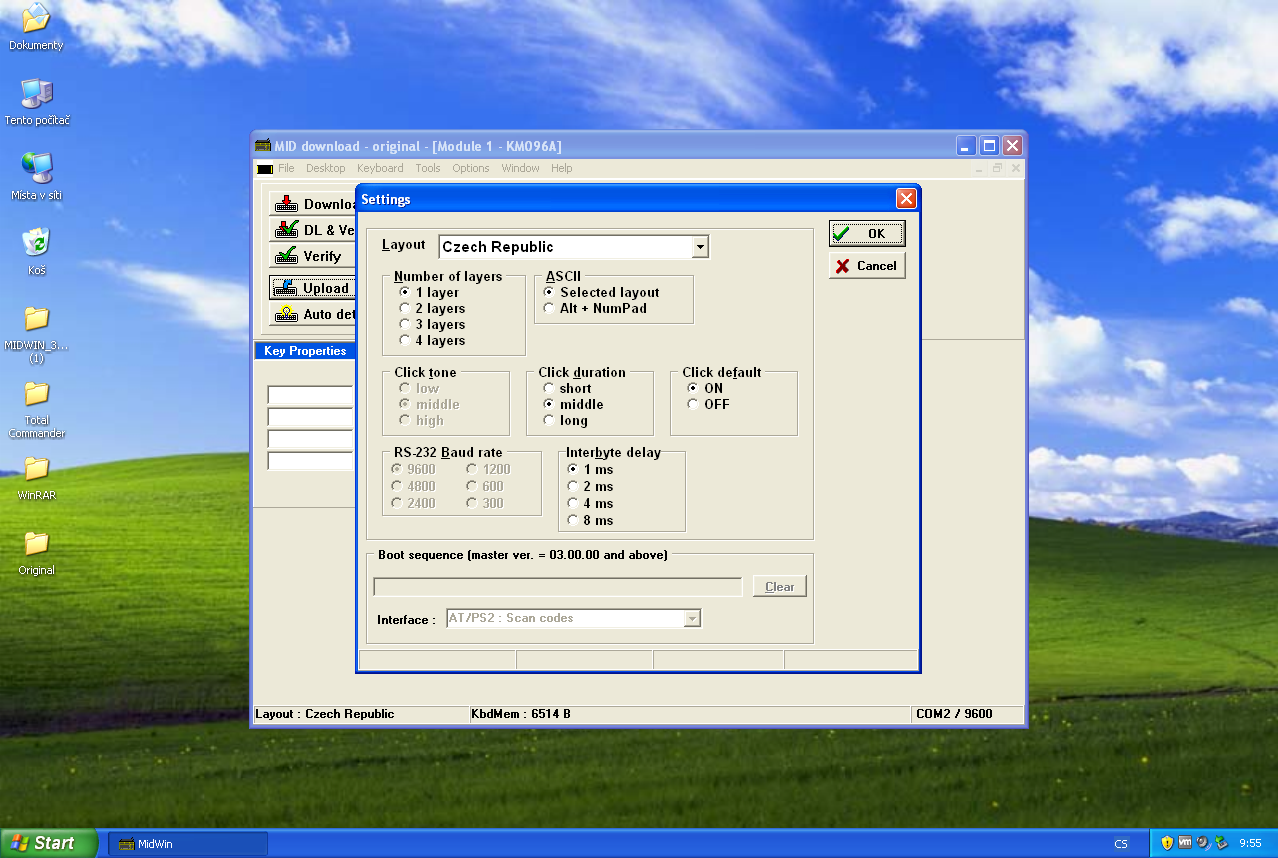 Dokumenty
Tento počítač
Místa v síti
Koš
MIDWIN_3...
(1)
Total
Commander
WinRAR
Original
MID download - original - [Module 1 - KMO96A]
File Desktop Keyboard Tools Options Window Help
DL & Ve
Verify
Upload
Auto det
Key Properties
Settings
Layout Czech Republic
OK
Cancel
Number of layers
1 layer
2 layers
3 layers
4 layers
ASCII
Selected layout
Alt + NumPad
Click tone
low
middle
high
Click duration
short
middle
long
Click default
ON
OFF
RS-232 Baud rate
9600 1200
4800 600
2400 300
Interbyte delay
1 ms
2 ms
4 ms
8 ms
Boot sequence (master ver. = 03.00.00 and above)
Clear
Interface : AT/PS2 : Scan codes
Layout : Czech Republic KbdMem : 6514 B COM2 / 9600
Start MidWin CS vm 9:55